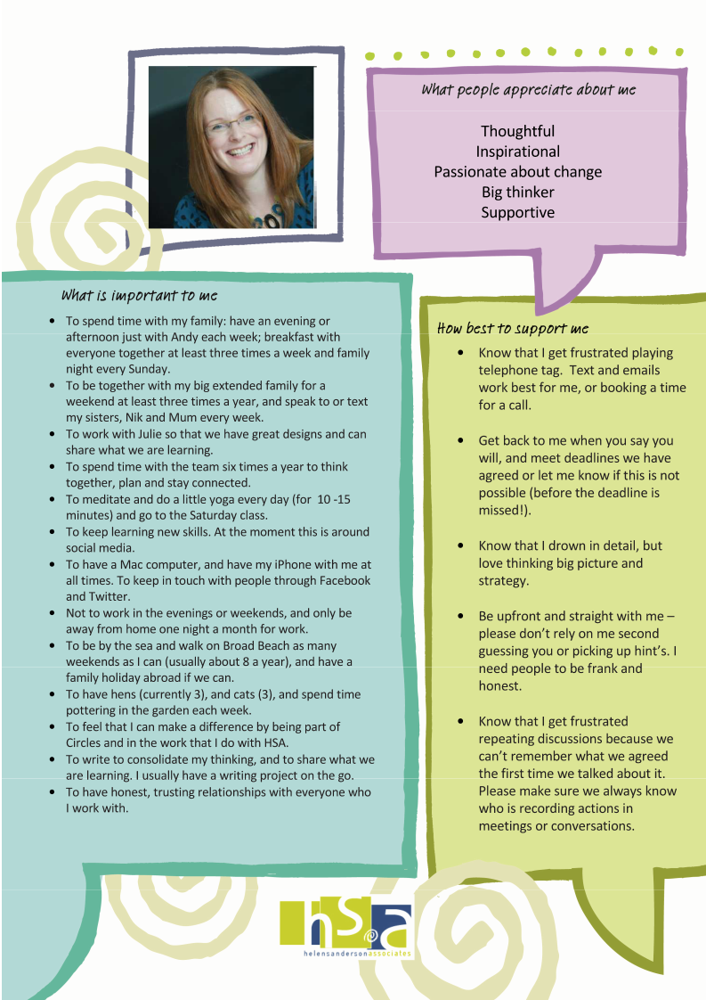 What people appreciate about me
Thoughtful
Inspirational
Passionate about change
Big thinker
Supportive
What is important to me
• To spend time with my family: have an evening or
afternoon just with Andy each week; breakfast with
everyone together at least three times a week and family
night every Sunday.
• To be together with my big extended family for a
weekend at least three times a year, and speak to or text
my sisters, Nik and Mum every week.
• To work with Julie so that we have great designs and can
share what we are learning.
• To spend time with the team six times a year to think
together, plan and stay connected.
• To meditate and do a little yoga every day (for  10 -15
minutes) and go to the Saturday class.
• To keep learning new skills. At the moment this is around
social media.
• To have a Mac computer, and have my iPhone with me at
all times. To keep in touch with people through Facebook
and Twitter.
• Not to work in the evenings or weekends, and only be
away from home one night a month for work.
• To be by the sea and walk on Broad Beach as many
weekends as I can (usually about 8 a year), and have a
family holiday abroad if we can.
• To have hens (currently 3), and cats (3), and spend time
pottering in the garden each week.
• To feel that I can make a difference by being part of
Circles and in the work that I do with HSA.
• To write to consolidate my thinking, and to share what we
are learning. I usually have a writing project on the go.
• To have honest, trusting relationships with everyone who
I work with.
How best to support me
• Know that I get frustrated playing
telephone tag.  Text and emails
work best for me, or booking a time
for a call.
• Get back to me when you say you
will, and meet deadlines we have
agreed or let me know if this is not
possible (before the deadline is
missed!).
• Know that I drown in detail, but
love thinking big picture and
strategy.
• Be upfront and straight with me –
please don’t rely on me second
guessing you or picking up hint’s. I
need people to be frank and
honest.
• Know that I get frustrated
repeating discussions because we
can’t remember what we agreed
the first time we talked about it.
Please make sure we always know
who is recording actions in
meetings or conversations.
hsa
helensandersonassociates